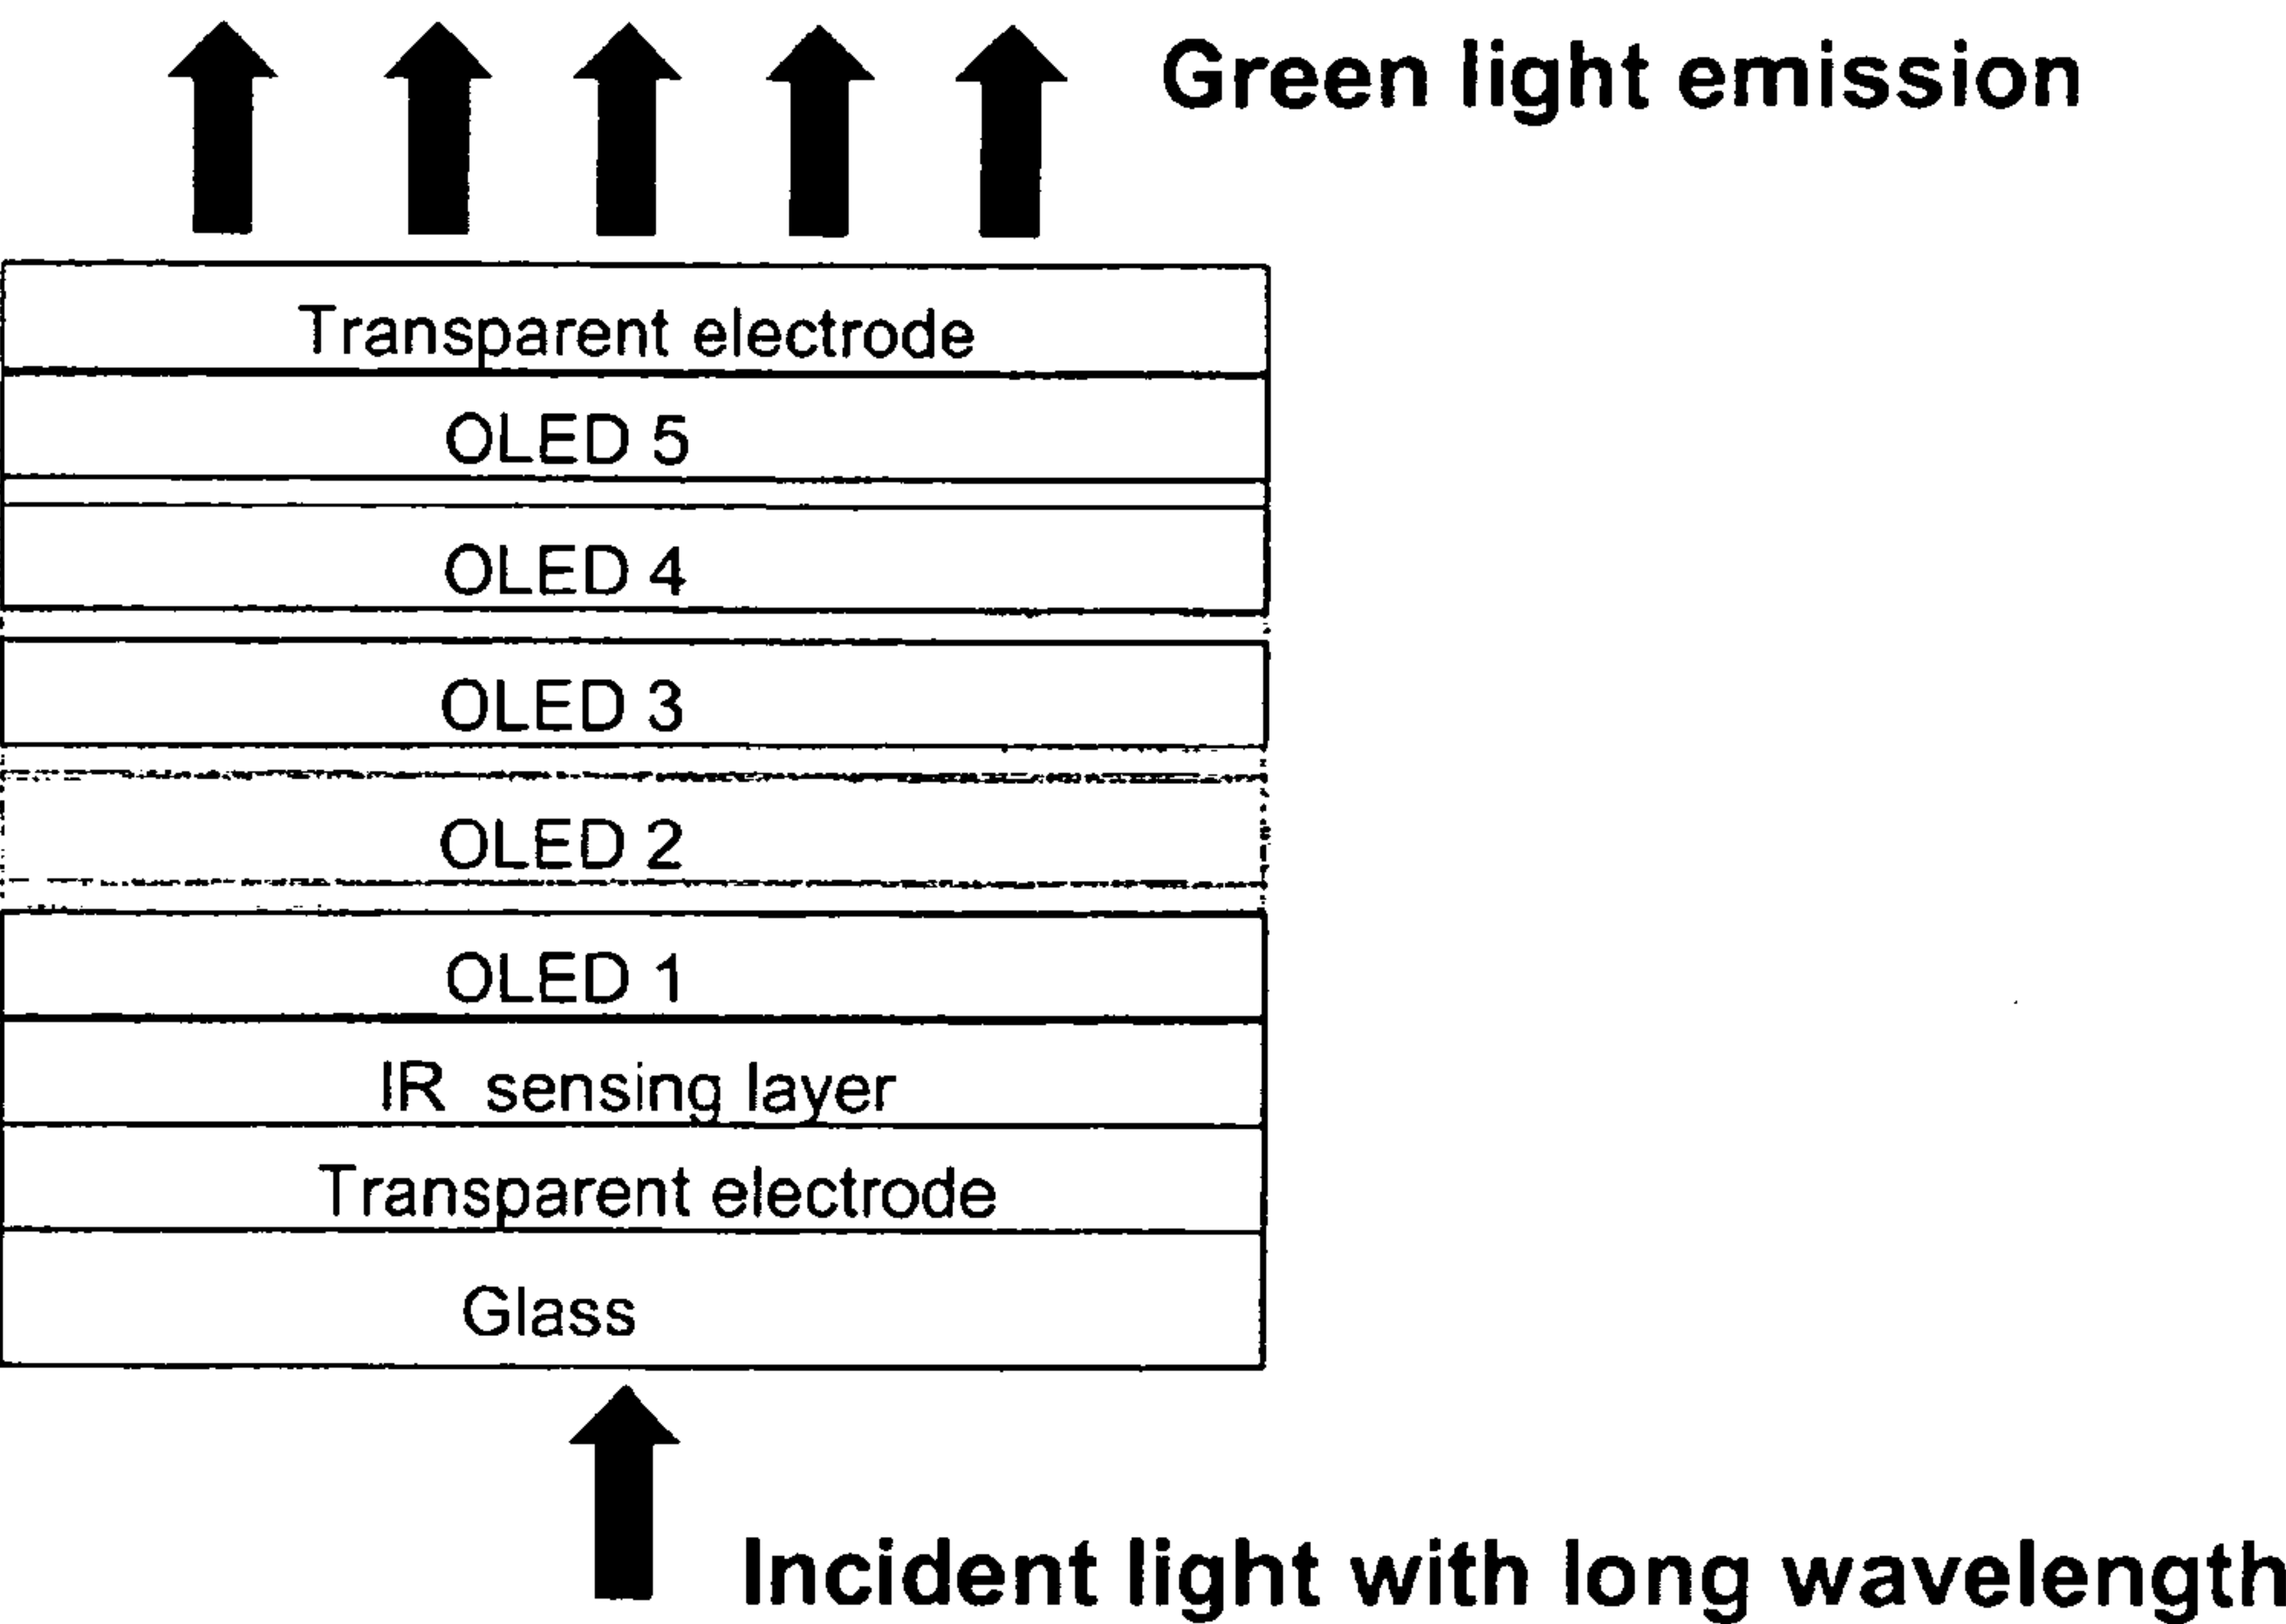 Green light emission
Transparent electrode
OLED 5
OLED 4
OLED 3
OLED 2
OLED 1
IR sensing layer
Transparent electrode
Glass
Incident light with long wavelength